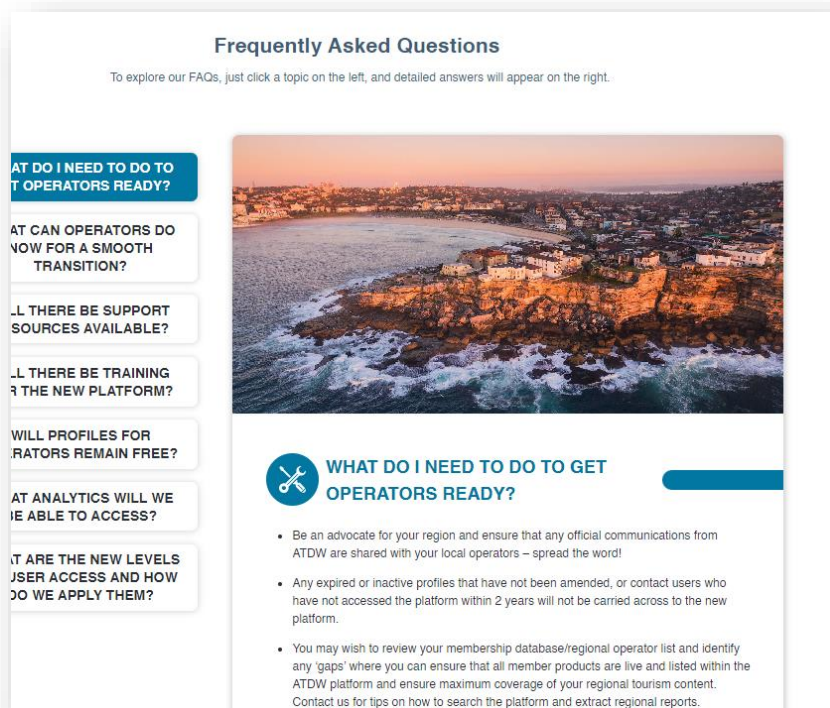 Frequently Asked Questions
To explore our FAQs, just click a topic on the left, and detailed answers will appear on the right.
AT DO I NEED TO DO TO
T OPERATORS READY?
AT CAN OPERATORS DO
NOW FOR A SMOOTH
TRANSITION?
LL THERE BE SUPPORT
SOURCES AVAILABLE?
LL THERE BE TRAINING
R THE NEW PLATFORM?
WILL PROFILES FOR
ERATORS REMAIN FREE?
AT ANALYTICS WILL WE
BE ABLE TO ACCESS?
AT ARE THE NEW LEVELS
USER ACCESS AND HOW
DO WE APPLY THEM?
WHAT DO I NEED TO DO TO GET
OPERATORS READY?
• Be an advocate for your region and ensure that any official communications from
ATDW are shared with your local operators – spread the word!
• Any expired or inactive profiles that have not been amended, or contact users who
have not accessed the platform within 2 years will not be carried across to the new
platform.
• You may wish to review your membership database/regional operator list and identify
any ‘gaps’ where you can ensure that all member products are live and listed within the
ATDW platform and ensure maximum coverage of your regional tourism content.
Contact us for tips on how to search the platform and extract regional reports.